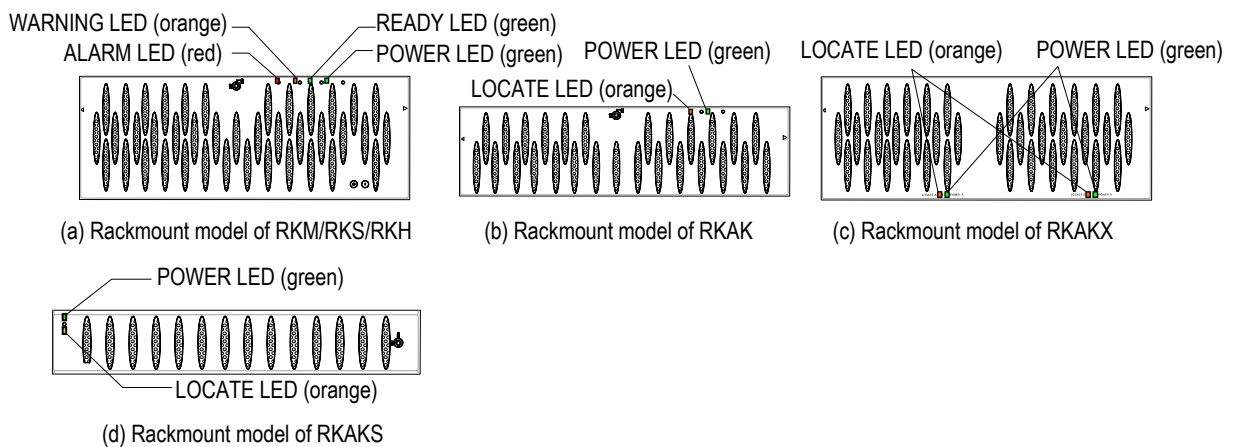 WARNING LED (orange)
READY LED (green)
ALARM LED (red)
POWER LED (green)
(a) Rackmount model of RKM/RKS/RKH
POWER LED (green)
LOCATE LED (orange)
(b) Rackmount model of RKAK
LOCATE LED (orange)
POWER LED (green)
(c) Rackmount model of RKAKX
POWER LED (green)
LOCATE LED (orange)
(d) Rackmount model of RKAKS